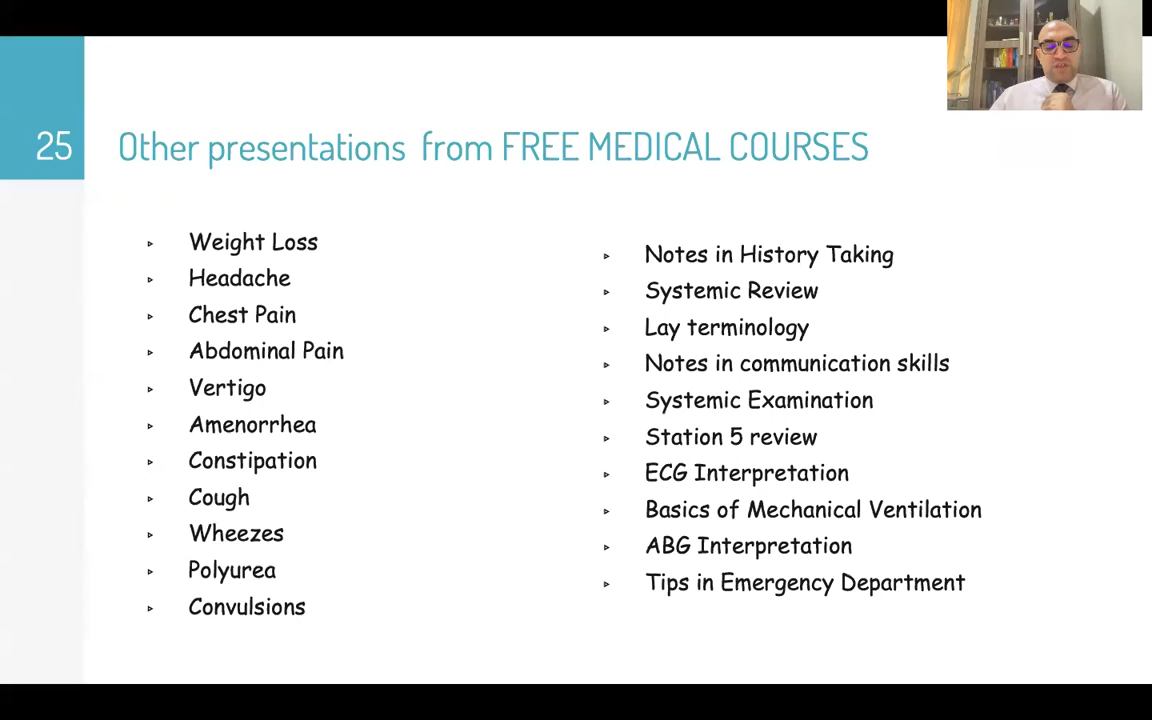 25
Other presentations from FREE MEDICAL COURSES
Weight Loss
Headache
Chest Pain
Abdominal Pain
Vertigo
Amenorrhea
Constipation
Cough
Wheezes
Polyurea
Convulsions
Notes in History Taking
Systemic Review
Lay terminology
Notes in communication skills
Systemic Examination
Station 5 review
ECG Interpretation
Basics of Mechanical Ventilation
ABG Interpretation
Tips in Emergency Department